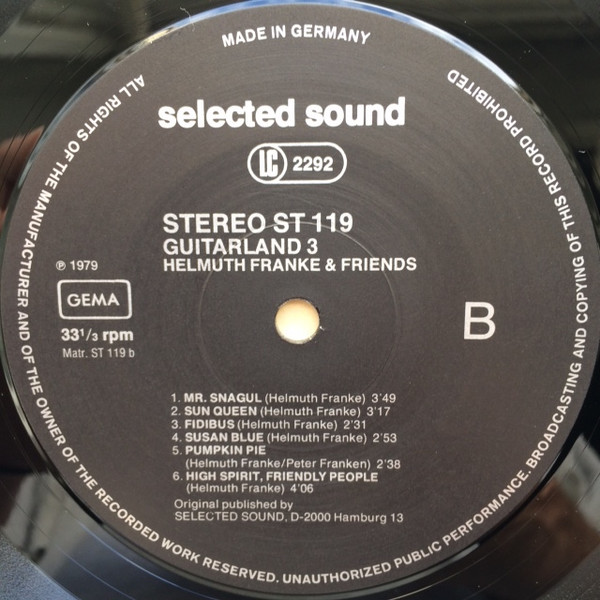 MADE IN GERMANY
selected sound
LC 2292
STEREO ST 119
GUITARLAND 3
HELMUTH FRANKE & FRIENDS
℗ 1979
GEMA
33 1/3 rpm
Matr. ST 119 b
B
1. MR. SNAGUL (Helmuth Franke) 3'49
2. SUN QUEEN (Helmuth Franke) 3'17
3. FIDIBUS (Helmuth Franke) 2'31
4. SUSAN BLUE (Helmuth Franke) 2'53
5. PUMPKIN PIE
(Helmuth Franke/Peter Franken) 2'38
6. HIGH SPIRIT, FRIENDLY PEOPLE
(Helmuth Franke) 4'06
Original published by
SELECTED SOUND, D-2000 Hamburg 13
ALL RIGHTS OF THE MANUFACTURER AND OF THE OWNER OF THE RECORDED WORK RESERVED. UNAUTHORIZED PUBLIC PERFORMANCE. BROADCASTING AND COPYING OF THIS RECORD PROHIBITED